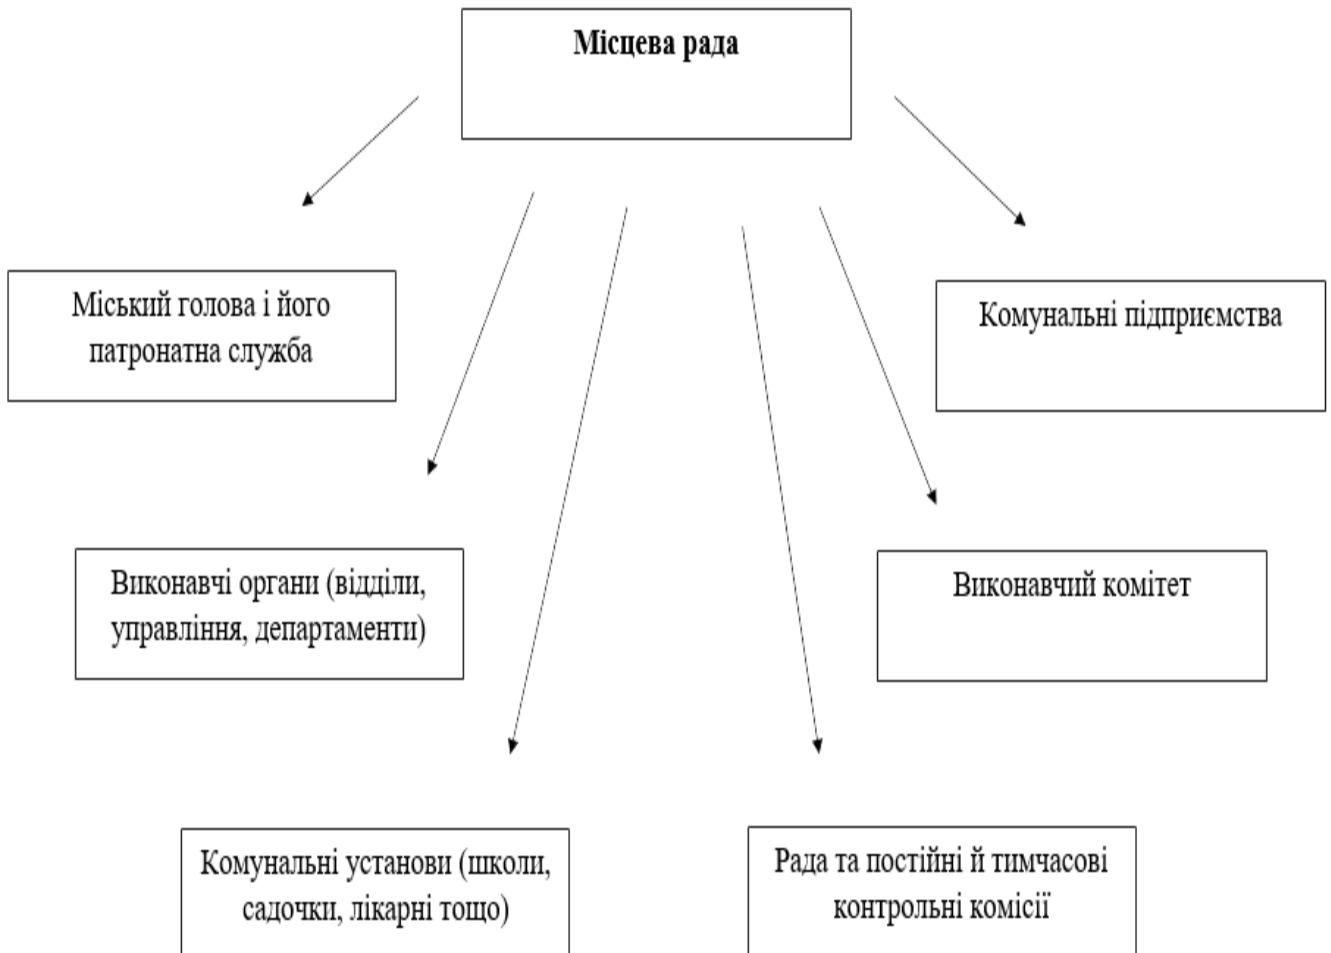 Місцева рада
Міський голова і його
патронатна служба
Комунальні підприємства
Виконавчі органи (відділи,
управління, департаменти)
Виконавчий комітет
Комунальні установи (школи,
садочки, лікарні тощо)
Рада та постійні й тимчасові
контрольні комісії